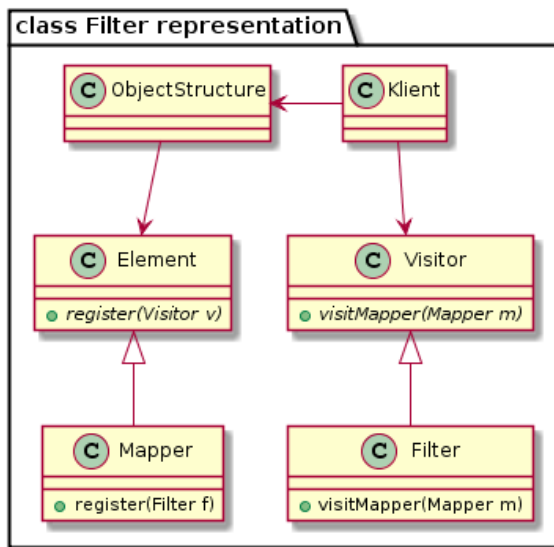 class Filter representation
C ObjectStructure
C Klient
C Element
register(Visitor v)
C Visitor
visitMapper(Mapper m)
C Mapper
register(Filter f)
C Filter
visitMapper(Mapper m)